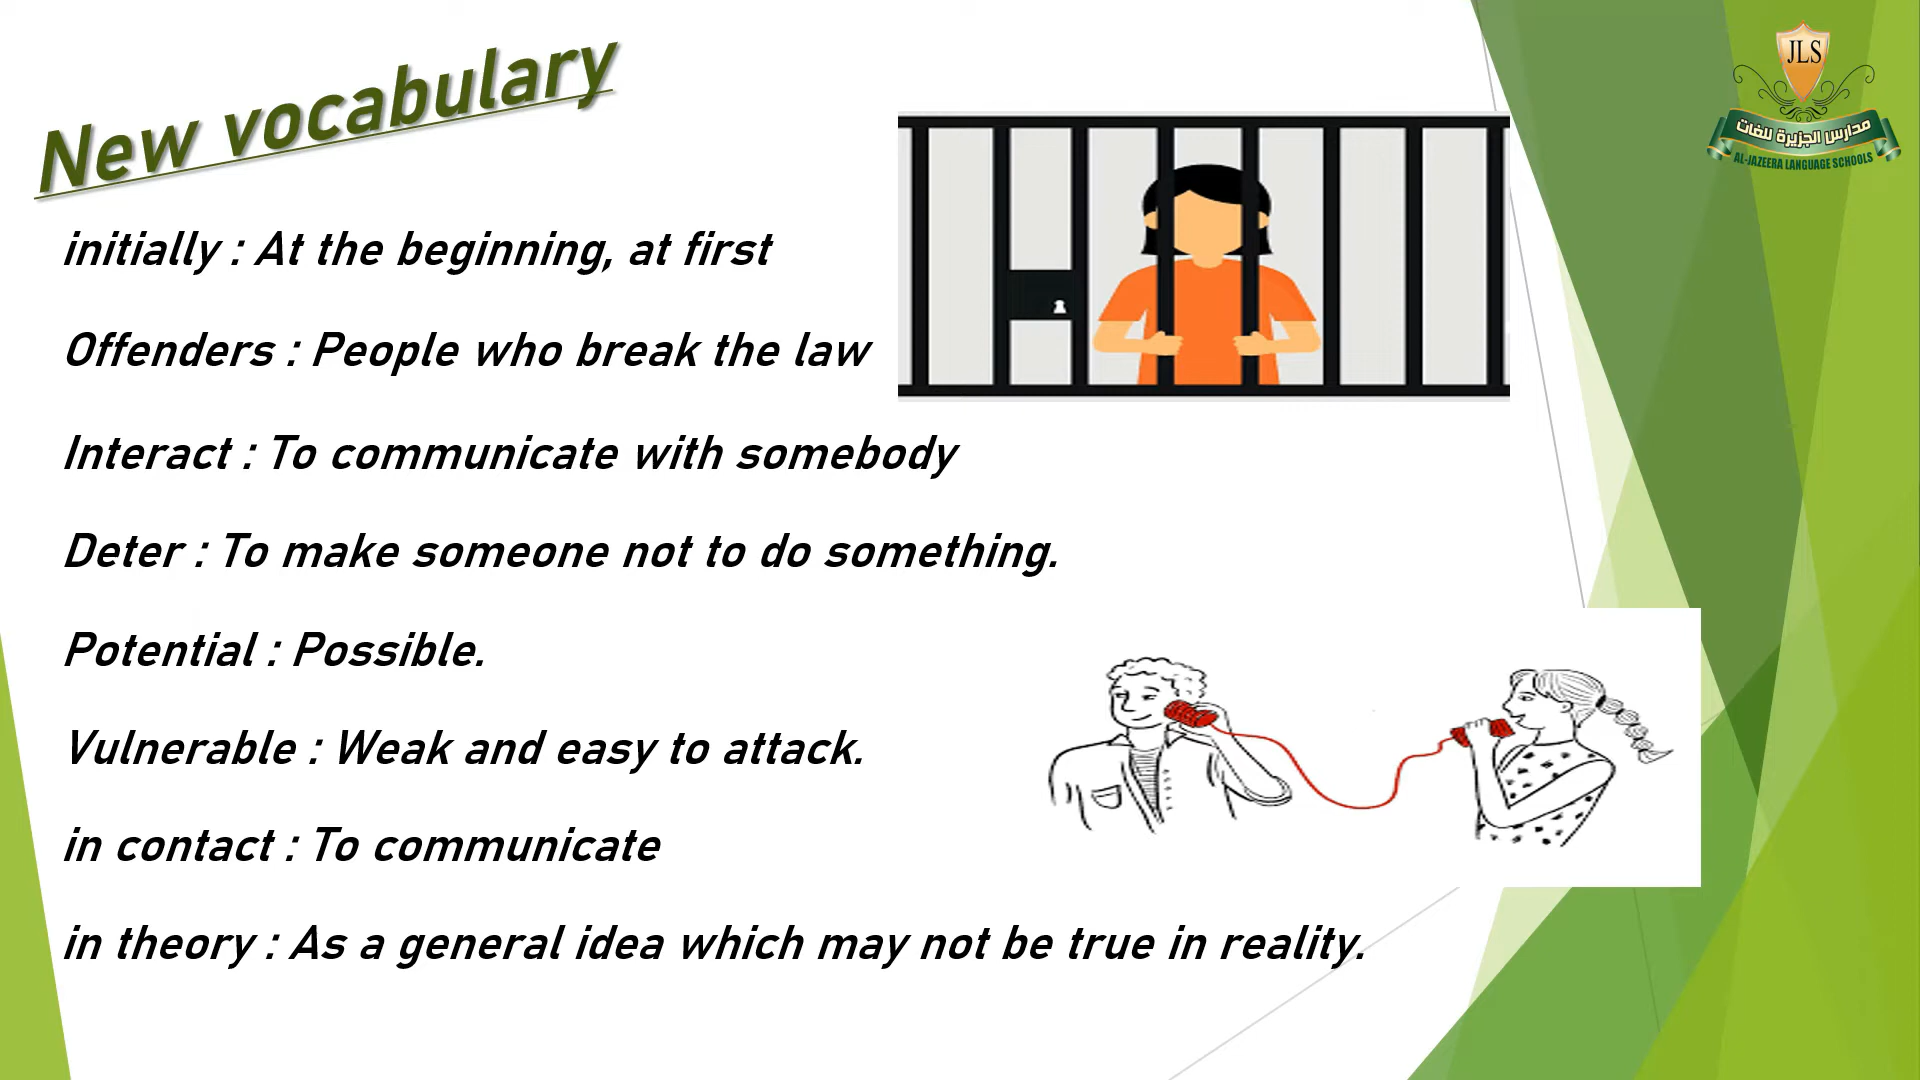 New vocabulary
JLS
مدارس الجزيرة للغات
AL-JAZEERA LANGUAGE SCHOOLS
initially : At the beginning, at first
Offenders : People who break the law
Interact : To communicate with somebody
Deter : To make someone not to do something.
Potential : Possible.
Vulnerable : Weak and easy to attack.
in contact : To communicate
in theory : As a general idea which may not be true in reality.